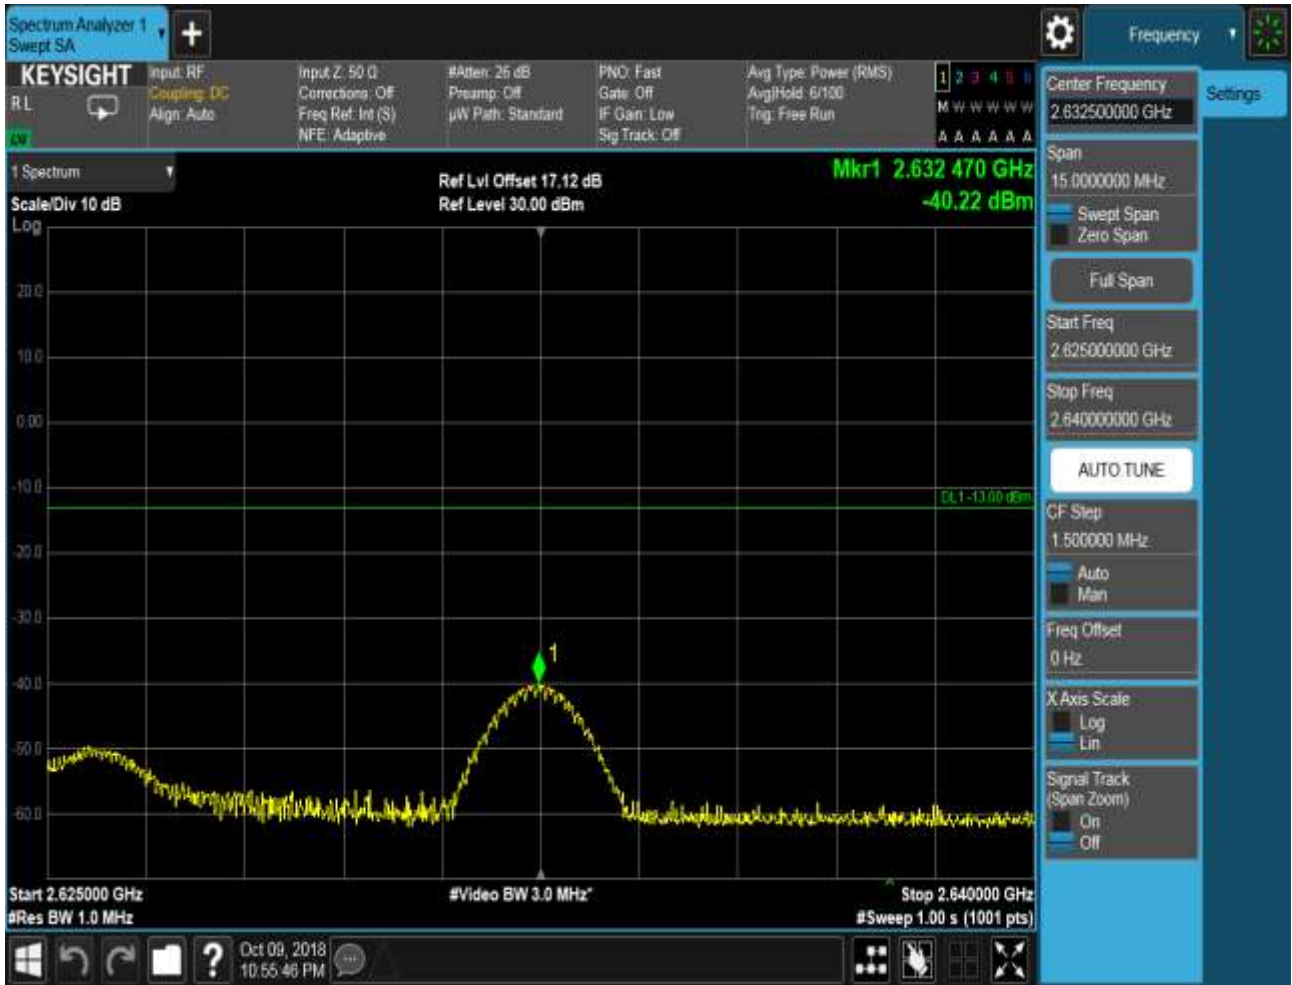 Spectrum Analyzer 1
Swept SA
+
Frequency
KEYSIGHT
RL
LW
Input: RF
Coupling: DC
Align: Auto
Input Z: 50 Ω
Corrections: Off
Freq Ref: Int (S)
NFE: Adaptive
#Atten: 26 dB
Preamp: Off
µW Path: Standard
PNO: Fast
Gate: Off
IF Gain: Low
Sig Track: Off
Avg Type: Power (RMS)
Avg|Hold: 6/100
Trig: Free Run
1 2 3 4 5 6
M W W W W W
A A A A A A
1 Spectrum
Scale/Div 10 dB
Log
Ref Lvl Offset 17.12 dB
Ref Level 30.00 dBm
Mkr1 2.632 470 GHz
-40.22 dBm
20.0
10.0
0.00
-10.0
-20.0
-30.0
-40.0
-50.0
-60.0
DL1 -13.00 dBm
1
Start 2.625000 GHz
#Res BW 1.0 MHz
#Video BW 3.0 MHz*
Stop 2.640000 GHz
#Sweep 1.00 s (1001 pts)
Center Frequency
2.632500000 GHz
Settings
Span
15.0000000 MHz
Swept Span
Zero Span
Full Span
Start Freq
2.625000000 GHz
Stop Freq
2.640000000 GHz
AUTO TUNE
CF Step
1.500000 MHz
Auto
Man
Freq Offset
0 Hz
X Axis Scale
Log
Lin
Signal Track
(Span Zoom)
On
Off
?
Oct 09, 2018
10:55:46 PM